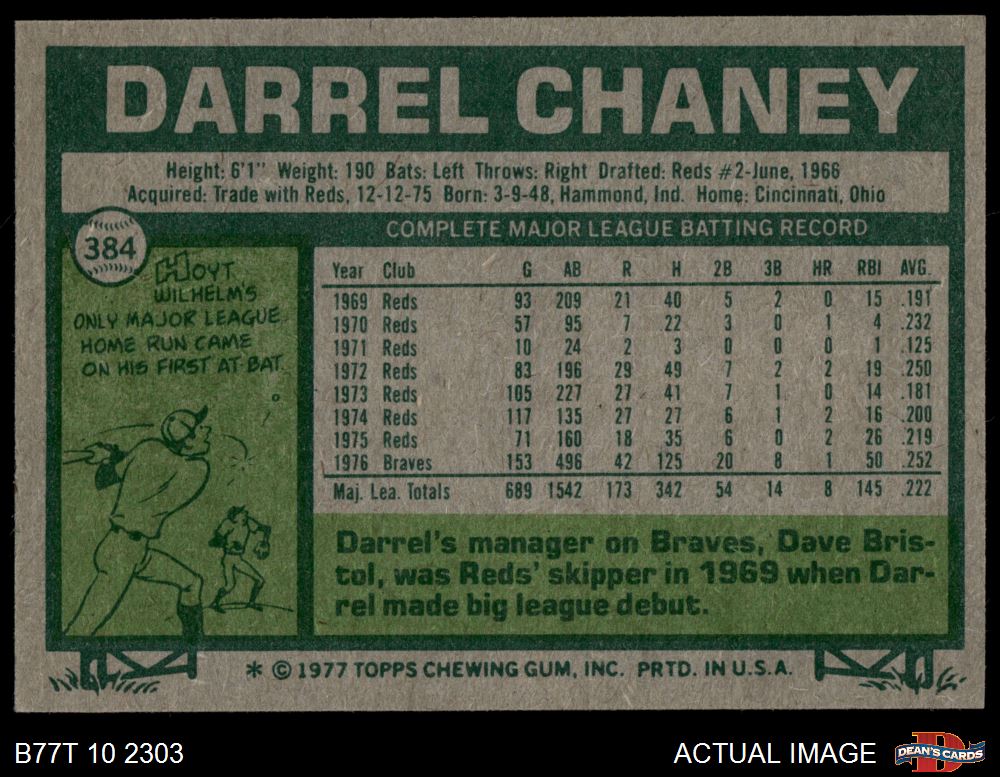 DARREL CHANEY
Height: 6'1" Weight: 190 Bats: Left Throws: Right Drafted: Reds #2-June, 1966
Acquired: Trade with Reds, 12-12-75 Born: 3-9-48, Hammond, Ind. Home: Cincinnati, Ohio
384
HOYT
WILHELM'S
ONLY MAJOR LEAGUE
HOME RUN CAME
ON HIS FIRST AT BAT.
COMPLETE MAJOR LEAGUE BATTING RECORD
Year Club G AB R H 2B 3B HR RBI AVG.
1969 Reds 93 209 21 40 5 2 0 15 .191
1970 Reds 57 95 7 22 3 0 1 4 .232
1971 Reds 10 24 2 3 0 0 0 1 .125
1972 Reds 83 196 29 49 7 2 2 19 .250
1973 Reds 105 227 27 41 7 1 0 14 .181
1974 Reds 117 135 27 27 6 1 2 16 .200
1975 Reds 71 160 18 35 6 0 2 26 .219
1976 Braves 153 496 42 125 20 8 1 50 .252
Maj. Lea. Totals 689 1542 173 342 54 14 8 145 .222
Darrel's manager on Braves, Dave Bris-
tol, was Reds' skipper in 1969 when Dar-
rel made big league debut.
* © 1977 TOPPS CHEWING GUM, INC. PRTD. IN U.S.A.
B77T 10 2303
ACTUAL IMAGE
D
DEAN'S CARDS